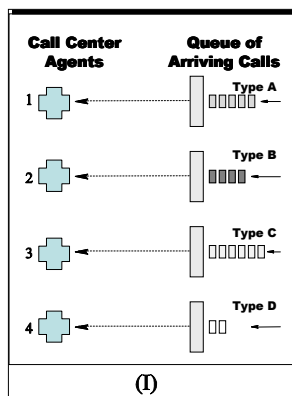 Call Center Agents
Queue of Arriving Calls
Type A
1
Type B
2
Type C
3
Type D
4
(I)